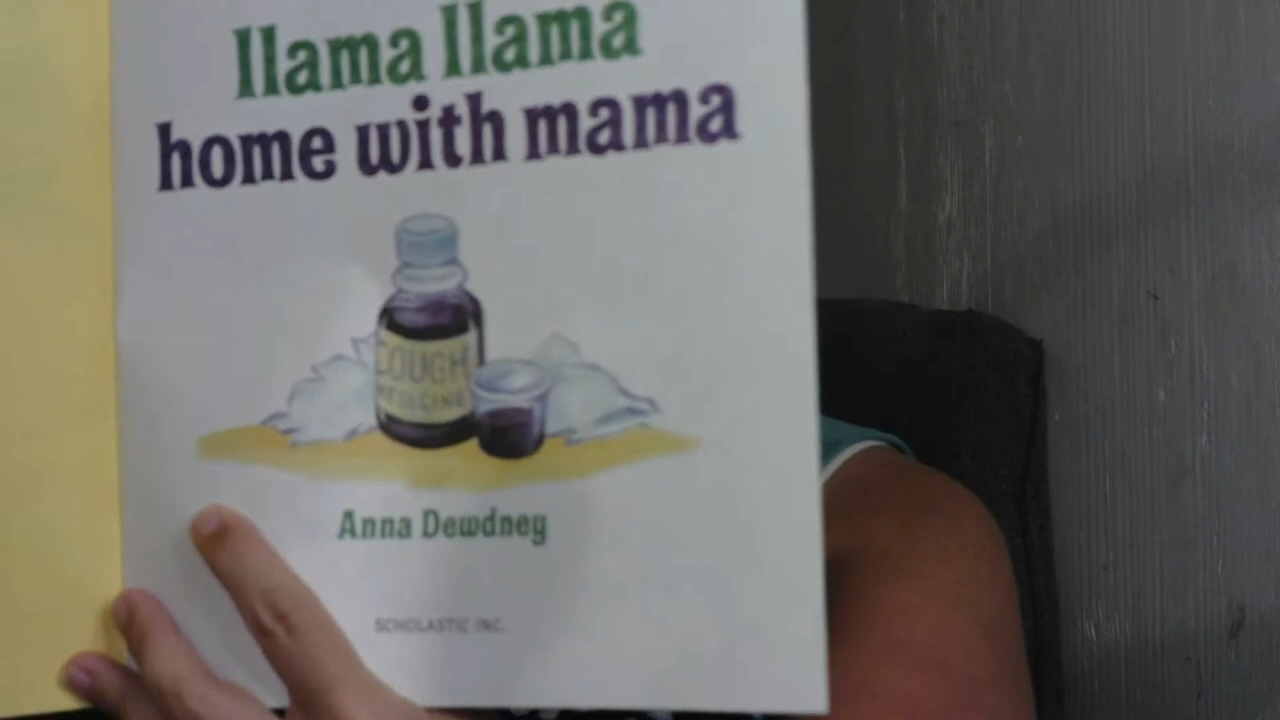 llama llama
home with mama
COUGH
MEDICINE
Anna Dewdney
SCHOLASTIC INC.